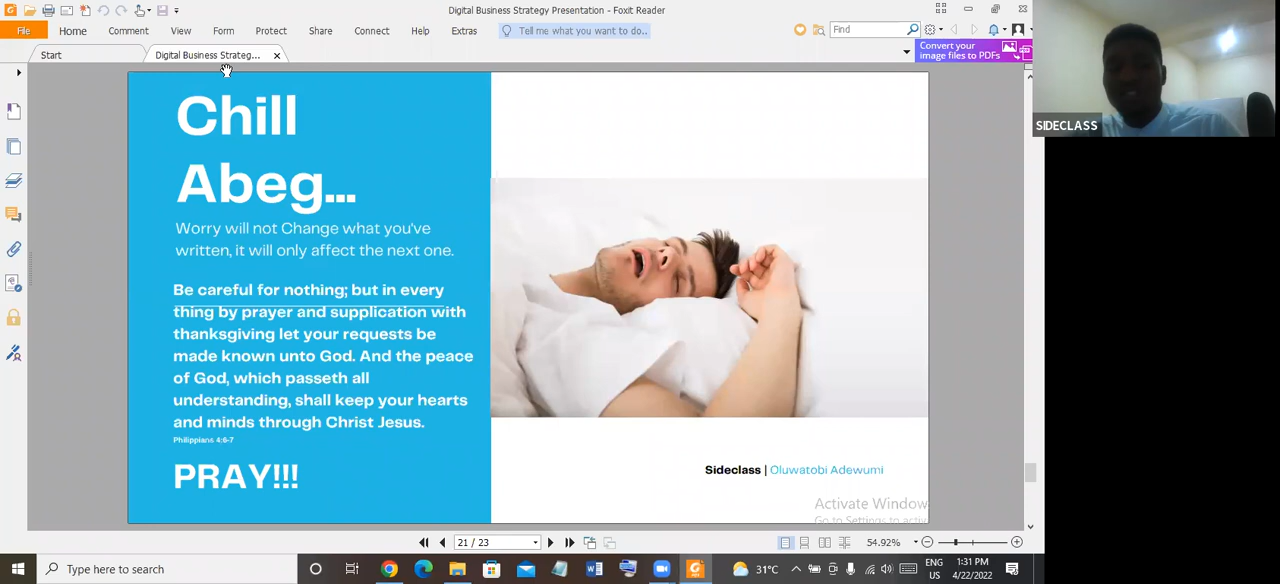 Digital Business Strategy Presentation - Foxit Reader
File Home Comment View Form Protect Share Connect Help Extras Tell me what you want to do.. Find
Start
Digital Business Strateg...
Convert your
image files to PDFs
SIDECLASS
Chill
Abeg...
Worry will not Change what you've
written, it will only affect the next one.
Be careful for nothing; but in every
thing by prayer and supplication with
thanksgiving let your requests be
made known unto God. And the peace
of God, which passeth all
understanding, shall keep your hearts
and minds through Christ Jesus.
Philippians 4:6-7
PRAY!!!
Sideclass | Oluwatobi Adewumi
Activate Window
Go to Settings to activ
21 / 23
54.92%
Type here to search
31°C
ENG
US
1:31 PM
4/22/2022